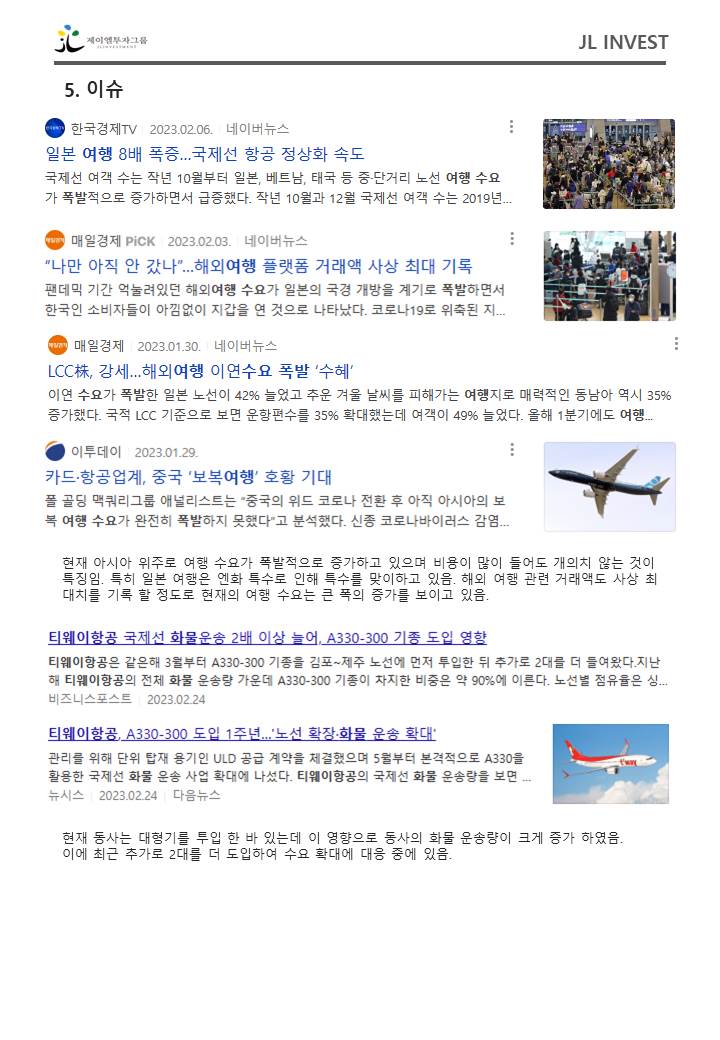 제이엘투자그룹
JL INVESTMENT
JL INVEST
5. 이슈
한국경제TV 2023.02.06. 네이버뉴스
일본 여행 8배 폭증...국제선 항공 정상화 속도
국제선 여객 수는 작년 10월부터 일본, 베트남, 태국 등 중·단거리 노선 여행 수요
가 폭발적으로 증가하면서 급증했다. 작년 10월과 12월 국제선 여객 수는 2019년...
매일경제 PiCK 2023.02.03. 네이버뉴스
“나만 아직 안 갔나”...해외여행 플랫폼 거래액 사상 최대 기록
팬데믹 기간 억눌려있던 해외여행 수요가 일본의 국경 개방을 계기로 폭발하면서
한국인 소비자들이 아낌없이 지갑을 연 것으로 나타났다. 코로나19로 위축된 지...
매일경제 2023.01.30. 네이버뉴스
LCC株, 강세...해외여행 이연수요 폭발 ‘수혜’
이연 수요가 폭발한 일본 노선이 42% 늘었고 추운 겨울 날씨를 피해가는 여행지로 매력적인 동남아 역시 35%
증가했다. 국적 LCC 기준으로 보면 운항편수를 35% 확대했는데 여객이 49% 늘었다. 올해 1분기에도 여행...
이투데이 2023.01.29.
카드·항공업계, 중국 ‘보복여행’ 호황 기대
폴 골딩 맥쿼리그룹 애널리스트는 “중국의 위드 코로나 전환 후 아직 아시아의 보
복 여행 수요가 완전히 폭발하지 못했다”고 분석했다. 신종 코로나바이러스 감염...
현재 아시아 위주로 여행 수요가 폭발적으로 증가하고 있으며 비용이 많이 들어도 개의치 않는 것이
특징임. 특히 일본 여행은 엔화 특수로 인해 특수를 맞이하고 있음. 해외 여행 관련 거래액도 사상 최
대치를 기록 할 정도로 현재의 여행 수요는 큰 폭의 증가를 보이고 있음.
티웨이항공 국제선 화물운송 2배 이상 늘어, A330-300 기종 도입 영향
티웨이항공은 같은해 3월부터 A330-300 기종을 김포~제주 노선에 먼저 투입한 뒤 추가로 2대를 더 들여왔다.지난
해 티웨이항공의 전체 화물 운송량 가운데 A330-300 기종이 차지한 비중은 약 90%에 이른다. 노선별 점유율은 싱...
비즈니스포스트 2023.02.24
티웨이항공, A330-300 도입 1주년...'노선 확장·화물 운송 확대'
관리를 위해 단위 탑재 용기인 ULD 공급 계약을 체결했으며 5월부터 본격적으로 A330을
활용한 국제선 화물 운송 사업 확대에 나섰다. 티웨이항공의 국제선 화물 운송량을 보면 ...
뉴시스 2023.02.24 다음뉴스
t'way
현재 동사는 대형기를 투입 한 바 있는데 이 영향으로 동사의 화물 운송량이 크게 증가 하였음.
이에 최근 추가로 2대를 더 도입하여 수요 확대에 대응 중에 있음.